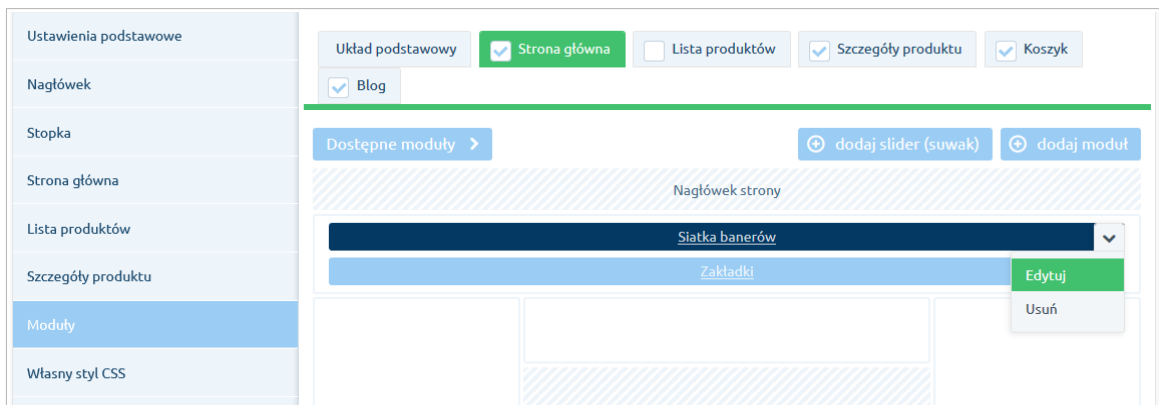 Ustawienia podstawowe
Nagłówek
Stopka
Strona główna
Lista produktów
Szczegóły produktu
Moduły
Własny styl CSS
Układ podstawowy Strona główna Lista produktów Szczegóły produktu Koszyk
Blog
Dostępne moduły dodaj slider (suwak) dodaj moduł
Nagłówek strony
Siatka banerów
Zakładki
Edytuj
Usuń